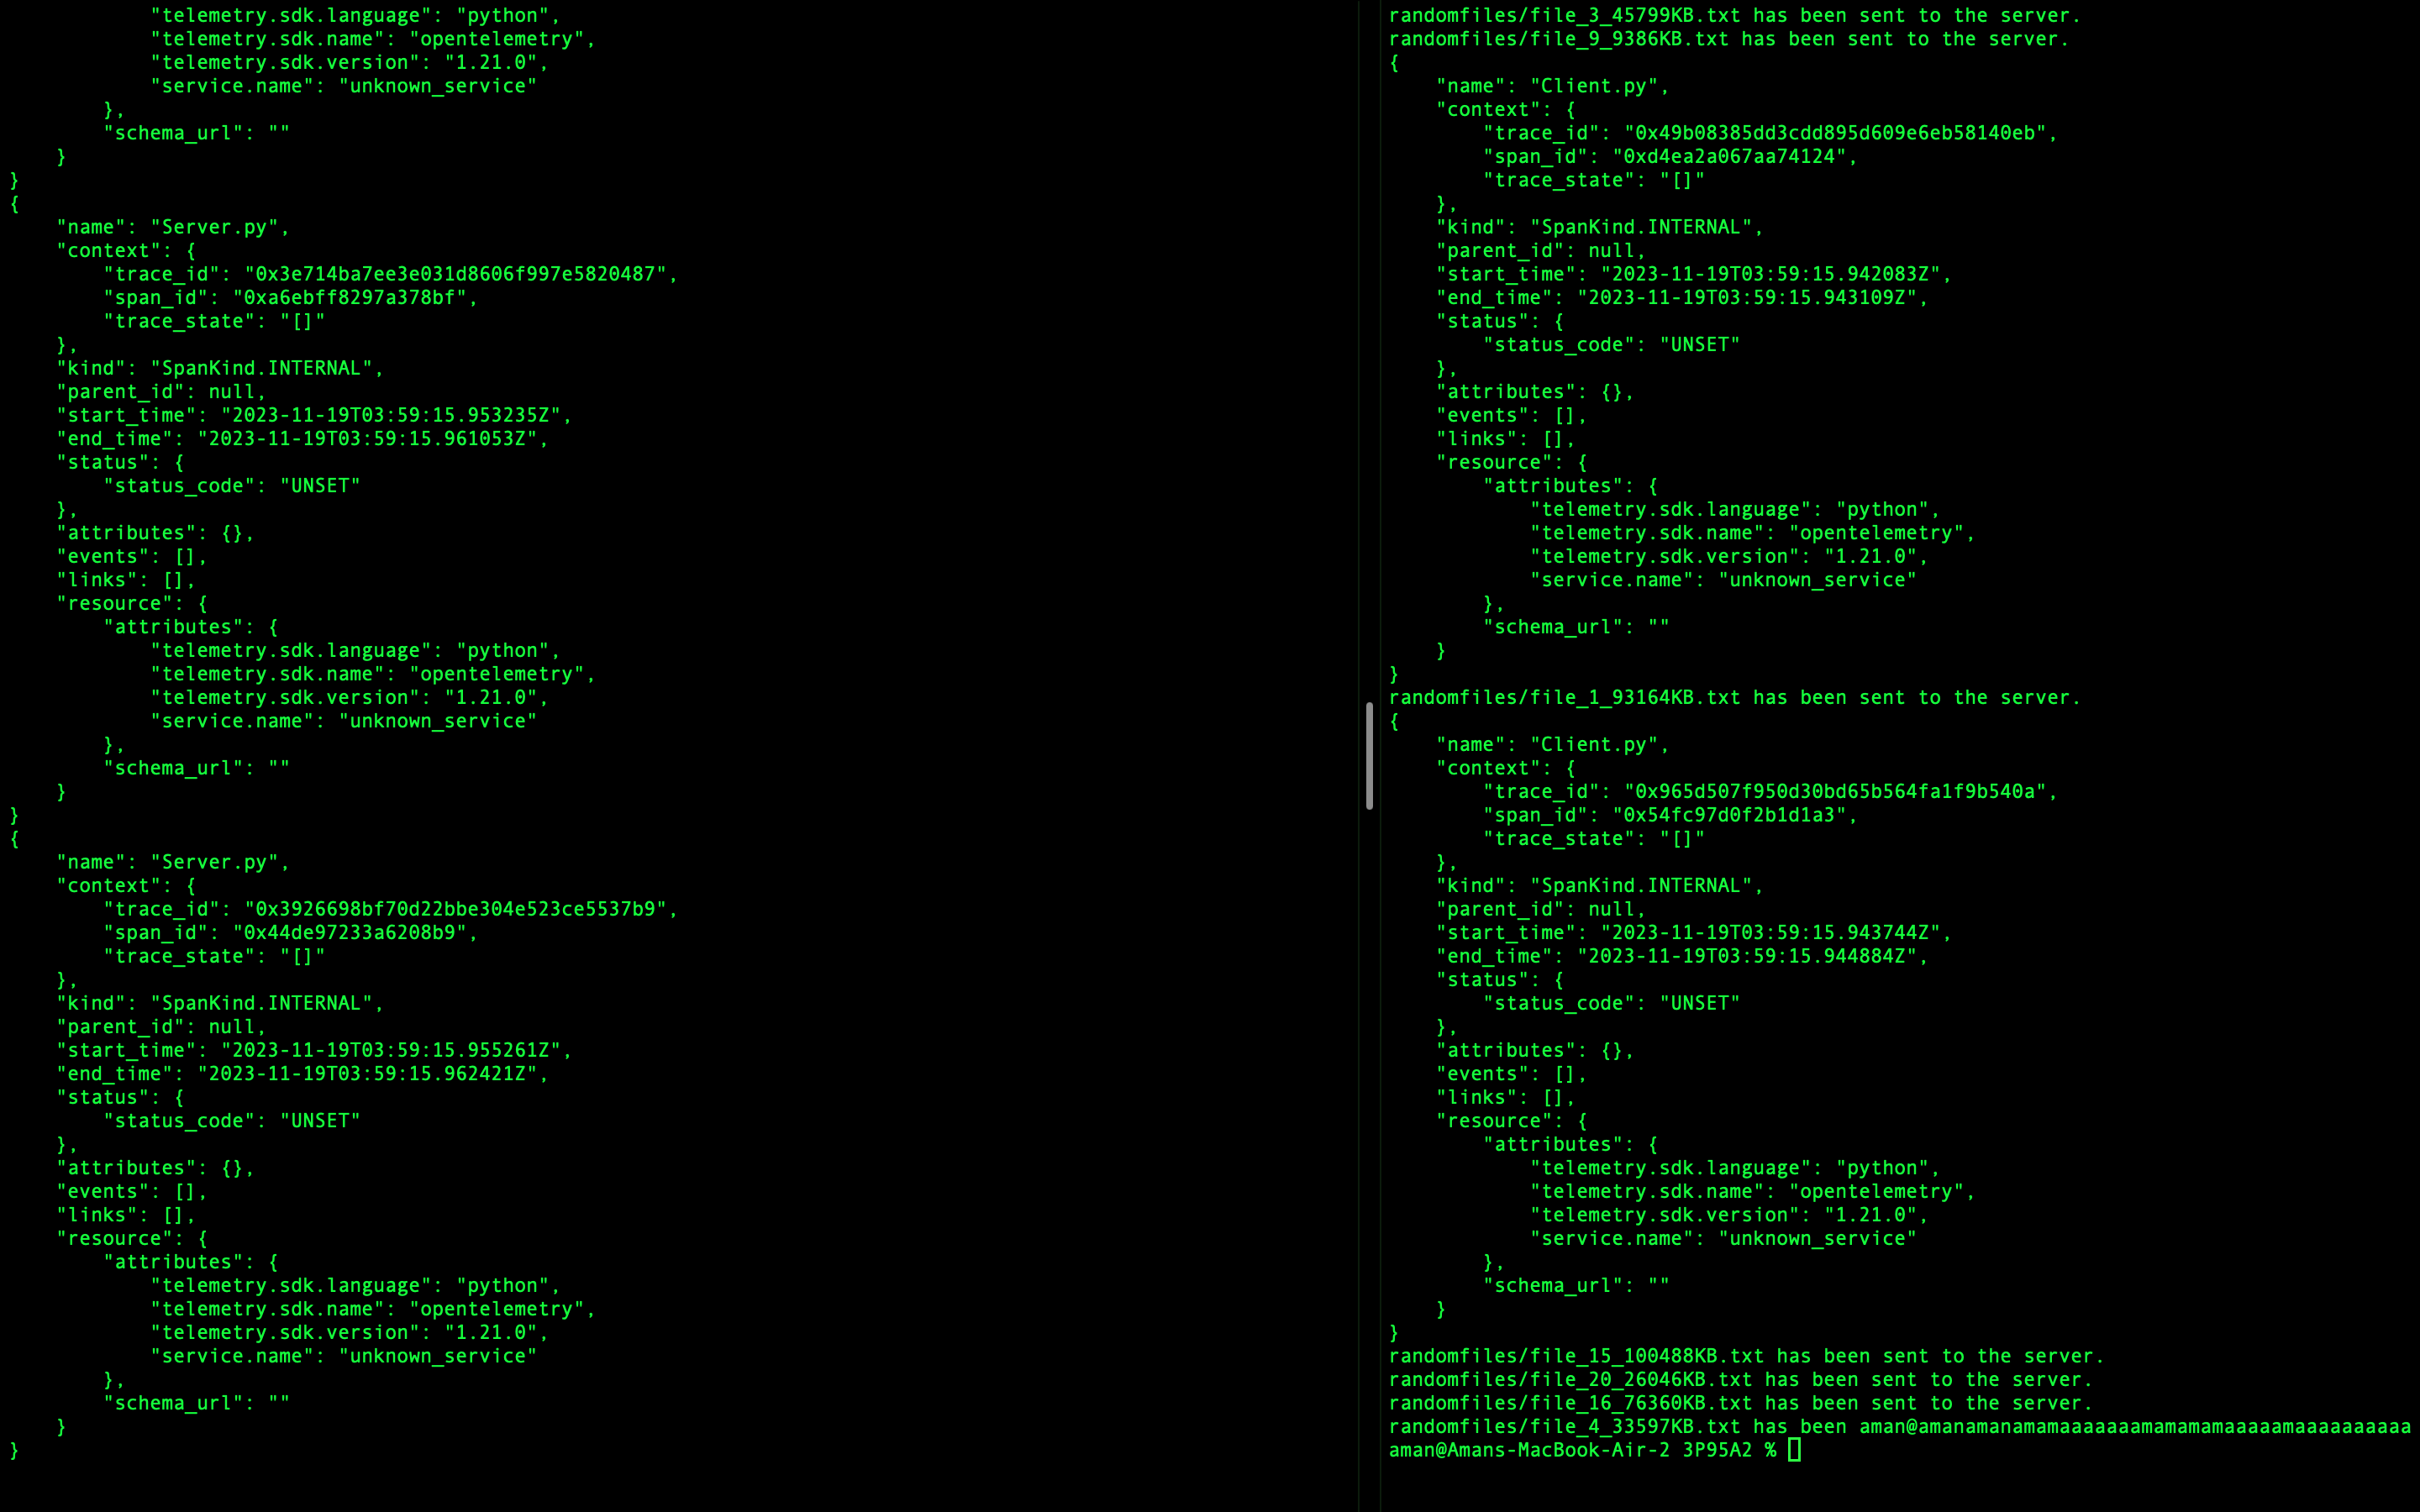 "telemetry.sdk.language": "python",
            "telemetry.sdk.name": "opentelemetry",
            "telemetry.sdk.version": "1.21.0",
            "service.name": "unknown_service"
        },
        "schema_url": ""
    }
}
{
    "name": "Server.py",
    "context": {
        "trace_id": "0x3e714ba7ee3e031d8606f997e5820487",
        "span_id": "0xa6ebff8297a378bf",
        "trace_state": "[]"
    },
    "kind": "SpanKind.INTERNAL",
    "parent_id": null,
    "start_time": "2023-11-19T03:59:15.953235Z",
    "end_time": "2023-11-19T03:59:15.961053Z",
    "status": {
        "status_code": "UNSET"
    },
    "attributes": {},
    "events": [],
    "links": [],
    "resource": {
        "attributes": {
            "telemetry.sdk.language": "python",
            "telemetry.sdk.name": "opentelemetry",
            "telemetry.sdk.version": "1.21.0",
            "service.name": "unknown_service"
        },
        "schema_url": ""
    }
}
{
    "name": "Server.py",
    "context": {
        "trace_id": "0x3926698bf70d22bbe304e523ce5537b9",
        "span_id": "0x44de97233a6208b9",
        "trace_state": "[]"
    },
    "kind": "SpanKind.INTERNAL",
    "parent_id": null,
    "start_time": "2023-11-19T03:59:15.955261Z",
    "end_time": "2023-11-19T03:59:15.962421Z",
    "status": {
        "status_code": "UNSET"
    },
    "attributes": {},
    "events": [],
    "links": [],
    "resource": {
        "attributes": {
            "telemetry.sdk.language": "python",
            "telemetry.sdk.name": "opentelemetry",
            "telemetry.sdk.version": "1.21.0",
            "service.name": "unknown_service"
        },
        "schema_url": ""
    }
}
randomfiles/file_3_45799KB.txt has been sent to the server.
randomfiles/file_9_9386KB.txt has been sent to the server.
{
    "name": "Client.py",
    "context": {
        "trace_id": "0x49b08385dd3cdd895d609e6eb58140eb",
        "span_id": "0xd4ea2a067aa74124",
        "trace_state": "[]"
    },
    "kind": "SpanKind.INTERNAL",
    "parent_id": null,
    "start_time": "2023-11-19T03:59:15.942083Z",
    "end_time": "2023-11-19T03:59:15.943109Z",
    "status": {
        "status_code": "UNSET"
    },
    "attributes": {},
    "events": [],
    "links": [],
    "resource": {
        "attributes": {
            "telemetry.sdk.language": "python",
            "telemetry.sdk.name": "opentelemetry",
            "telemetry.sdk.version": "1.21.0",
            "service.name": "unknown_service"
        },
        "schema_url": ""
    }
}
randomfiles/file_1_93164KB.txt has been sent to the server.
{
    "name": "Client.py",
    "context": {
        "trace_id": "0x965d507f950d30bd65b564fa1f9b540a",
        "span_id": "0x54fc97d0f2b1d1a3",
        "trace_state": "[]"
    },
    "kind": "SpanKind.INTERNAL",
    "parent_id": null,
    "start_time": "2023-11-19T03:59:15.943744Z",
    "end_time": "2023-11-19T03:59:15.944884Z",
    "status": {
        "status_code": "UNSET"
    },
    "attributes": {},
    "events": [],
    "links": [],
    "resource": {
        "attributes": {
            "telemetry.sdk.language": "python",
            "telemetry.sdk.name": "opentelemetry",
            "telemetry.sdk.version": "1.21.0",
            "service.name": "unknown_service"
        },
        "schema_url": ""
    }
}
randomfiles/file_15_100488KB.txt has been sent to the server.
randomfiles/file_20_26046KB.txt has been sent to the server.
randomfiles/file_16_76360KB.txt has been sent to the server.
randomfiles/file_4_33597KB.txt has been aman@amanamanamamaaaaaaamamamamaaaaamaaaaaaaaaa
aman@Amans-MacBook-Air-2 3P95A2 %